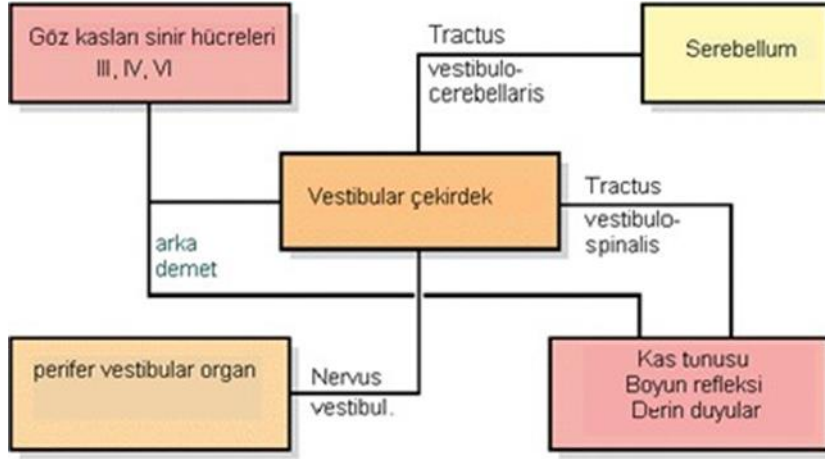 Göz kasları sinir hücreleri
III, IV, VI
Tractus
vestibulo-
cerebellaris
Serebellum
Vestibular çekirdek
Tractus
vestibulo-
spinalis
arka
demet
perifer vestibular organ
Nervus
vestibul.
Kas tunusu
Boyun refleksi
Derin duyular